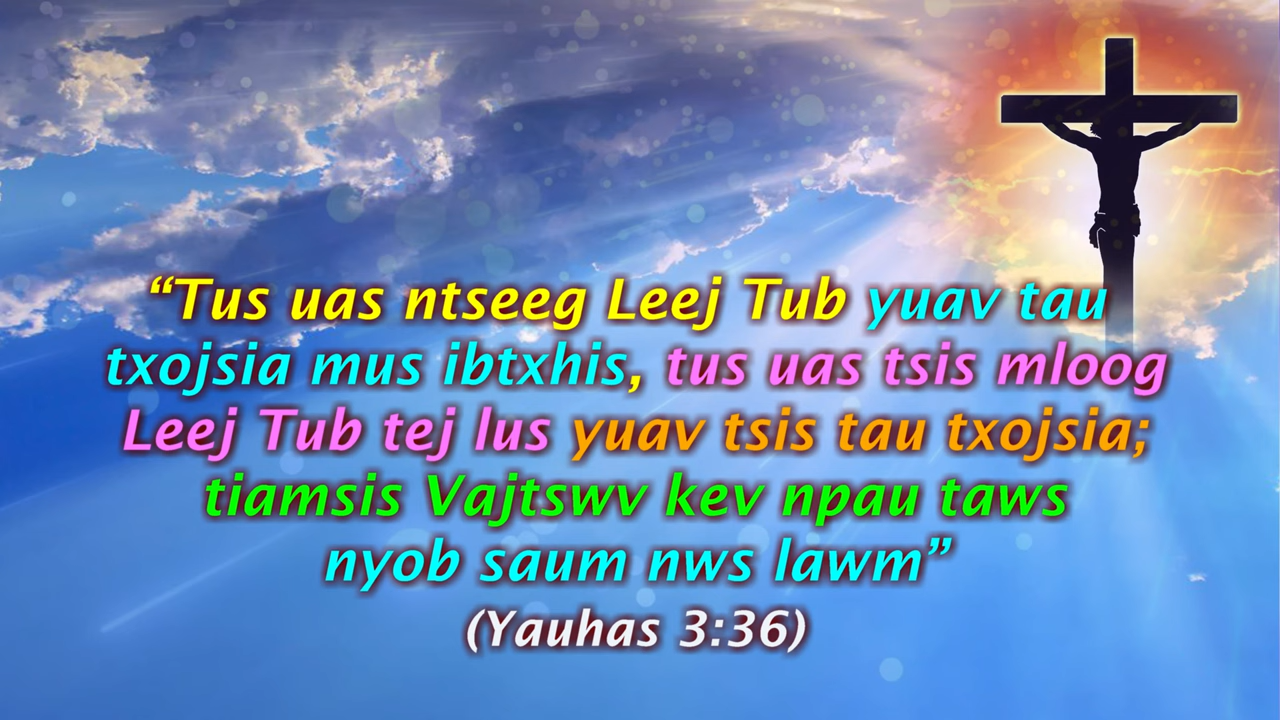 “Tus uas ntseeg Leej Tub yuav tau
txojsia mus ibtxhis, tus uas tsis mloog
Leej Tub tej lus yuav tsis tau txojsia;
tiamsis Vajtswv kev npau taws
nyob saum nws lawm”
(Yauhas 3:36)